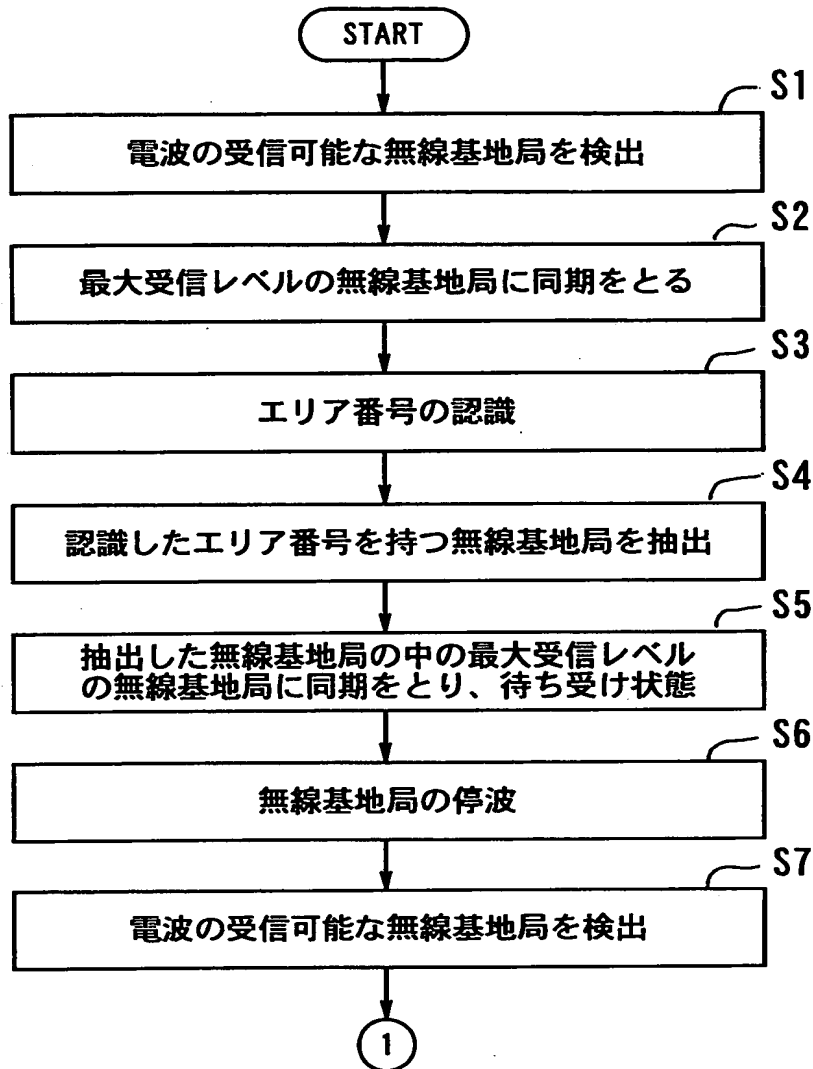 START
S1
電波の受信可能な無線基地局を検出
S2
最大受信レベルの無線基地局に同期をとる
S3
エリア番号の認識
S4
認識したエリア番号を持つ無線基地局を抽出
S5
抽出した無線基地局の中の最大受信レベル
の無線基地局に同期をとり、待ち受け状態
S6
無線基地局の停波
S7
電波の受信可能な無線基地局を検出
1